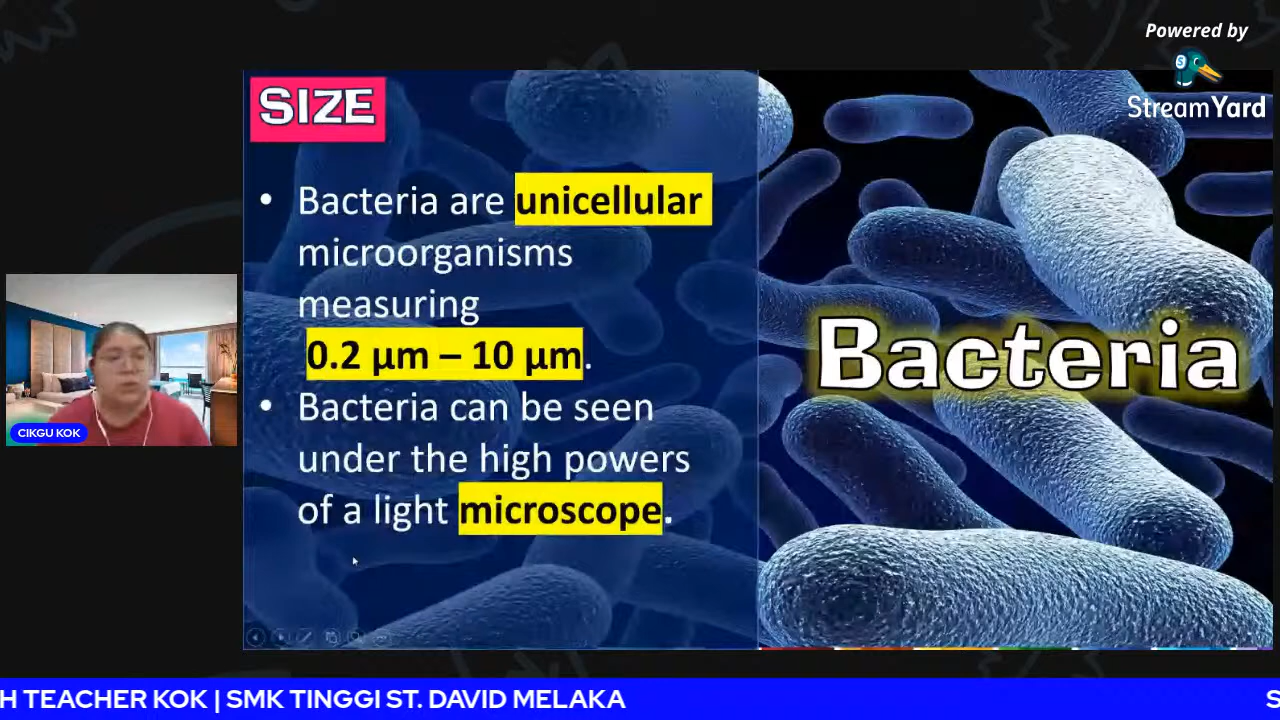 Powered by
StreamYard
SIZE
• Bacteria are unicellular
microorganisms
measuring
0.2 µm – 10 µm.
• Bacteria can be seen
under the high powers
of a light microscope.
Bacteria
CIKGU KOK
H TEACHER KOK | SMK TINGGI ST. DAVID MELAKA
S